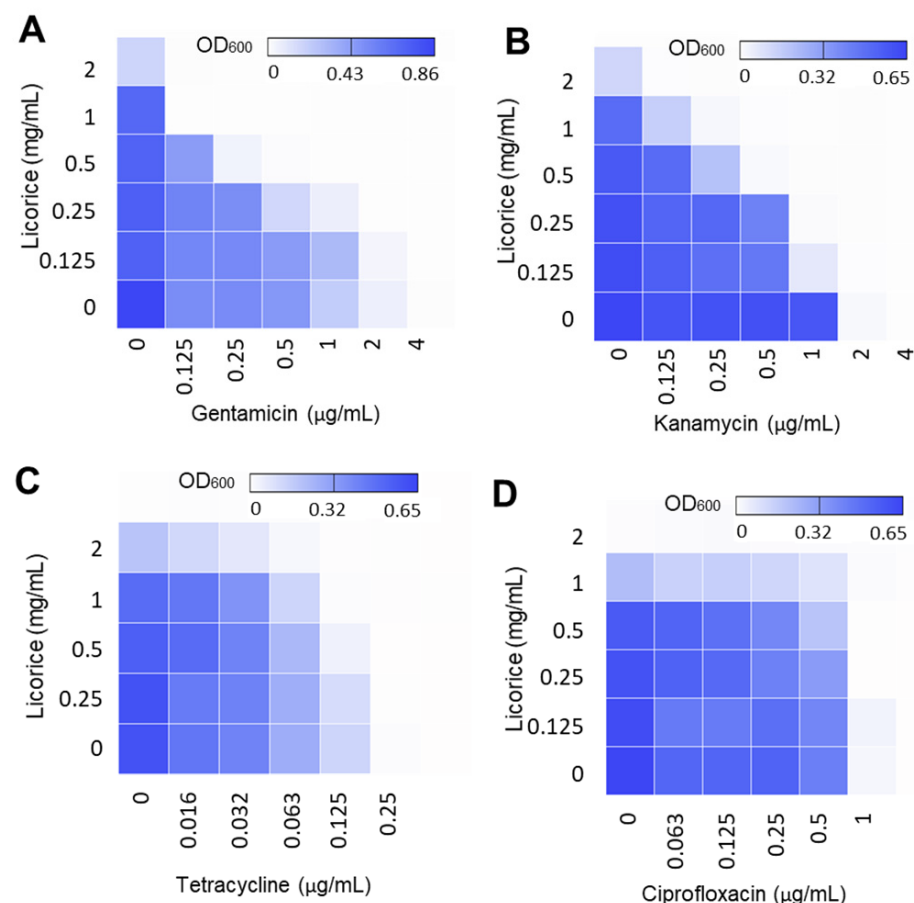 A
OD600
0 0.43 0.86
Licorice (mg/mL)
2
1
0.5
0.25
0.125
0
0 0.125 0.25 0.5 1 2 4
Gentamicin (µg/mL)
B
OD600
0 0.32 0.65
Licorice (mg/mL)
2
1
0.5
0.25
0.125
0
0 0.125 0.25 0.5 1 2 4
Kanamycin (µg/mL)
C
OD600
0 0.32 0.65
Licorice (mg/mL)
2
1
0.5
0.25
0
0 0.016 0.032 0.063 0.125 0.25
Tetracycline (µg/mL)
D
OD600
0 0.32 0.65
Licorice (mg/mL)
2
1
0.5
0.25
0.125
0
0 0.063 0.125 0.25 0.5 1
Ciprofloxacin (µg/mL)